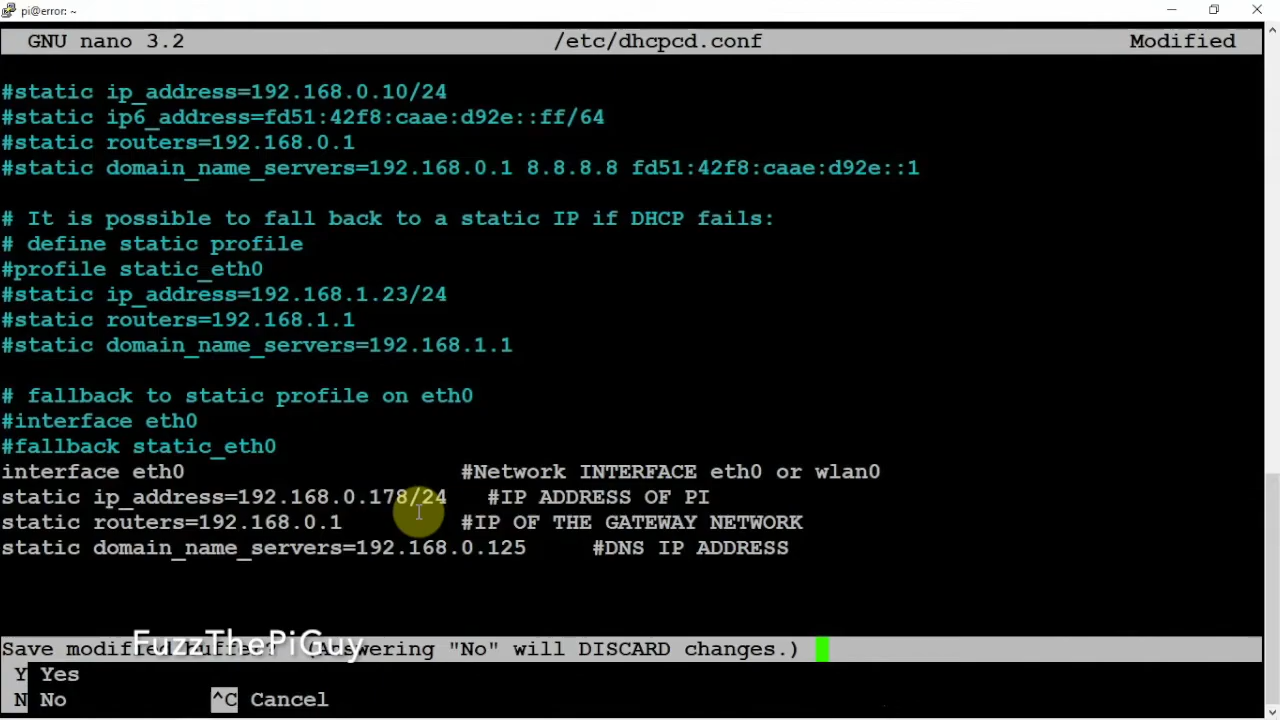 pi@error: ~
GNU nano 3.2 /etc/dhcpcd.conf Modified
#static ip_address=192.168.0.10/24
#static ip6_address=fd51:42f8:caae:d92e::ff/64
#static routers=192.168.0.1
#static domain_name_servers=192.168.0.1 8.8.8.8 fd51:42f8:caae:d92e::1
# It is possible to fall back to a static IP if DHCP fails:
# define static profile
#profile static_eth0
#static ip_address=192.168.1.23/24
#static routers=192.168.1.1
#static domain_name_servers=192.168.1.1
# fallback to static profile on eth0
#interface eth0
#fallback static_eth0
interface eth0 #Network INTERFACE eth0 or wlan0
static ip_address=192.168.0.178/24 #IP ADDRESS OF PI
static routers=192.168.0.1 #IP OF THE GATEWAY NETWORK
static domain_name_servers=192.168.0.125 #DNS IP ADDRESS
FuzzThePiGuy
Save modified buffer? (Answering "No" will DISCARD changes.)
Y Yes
N No ^C Cancel